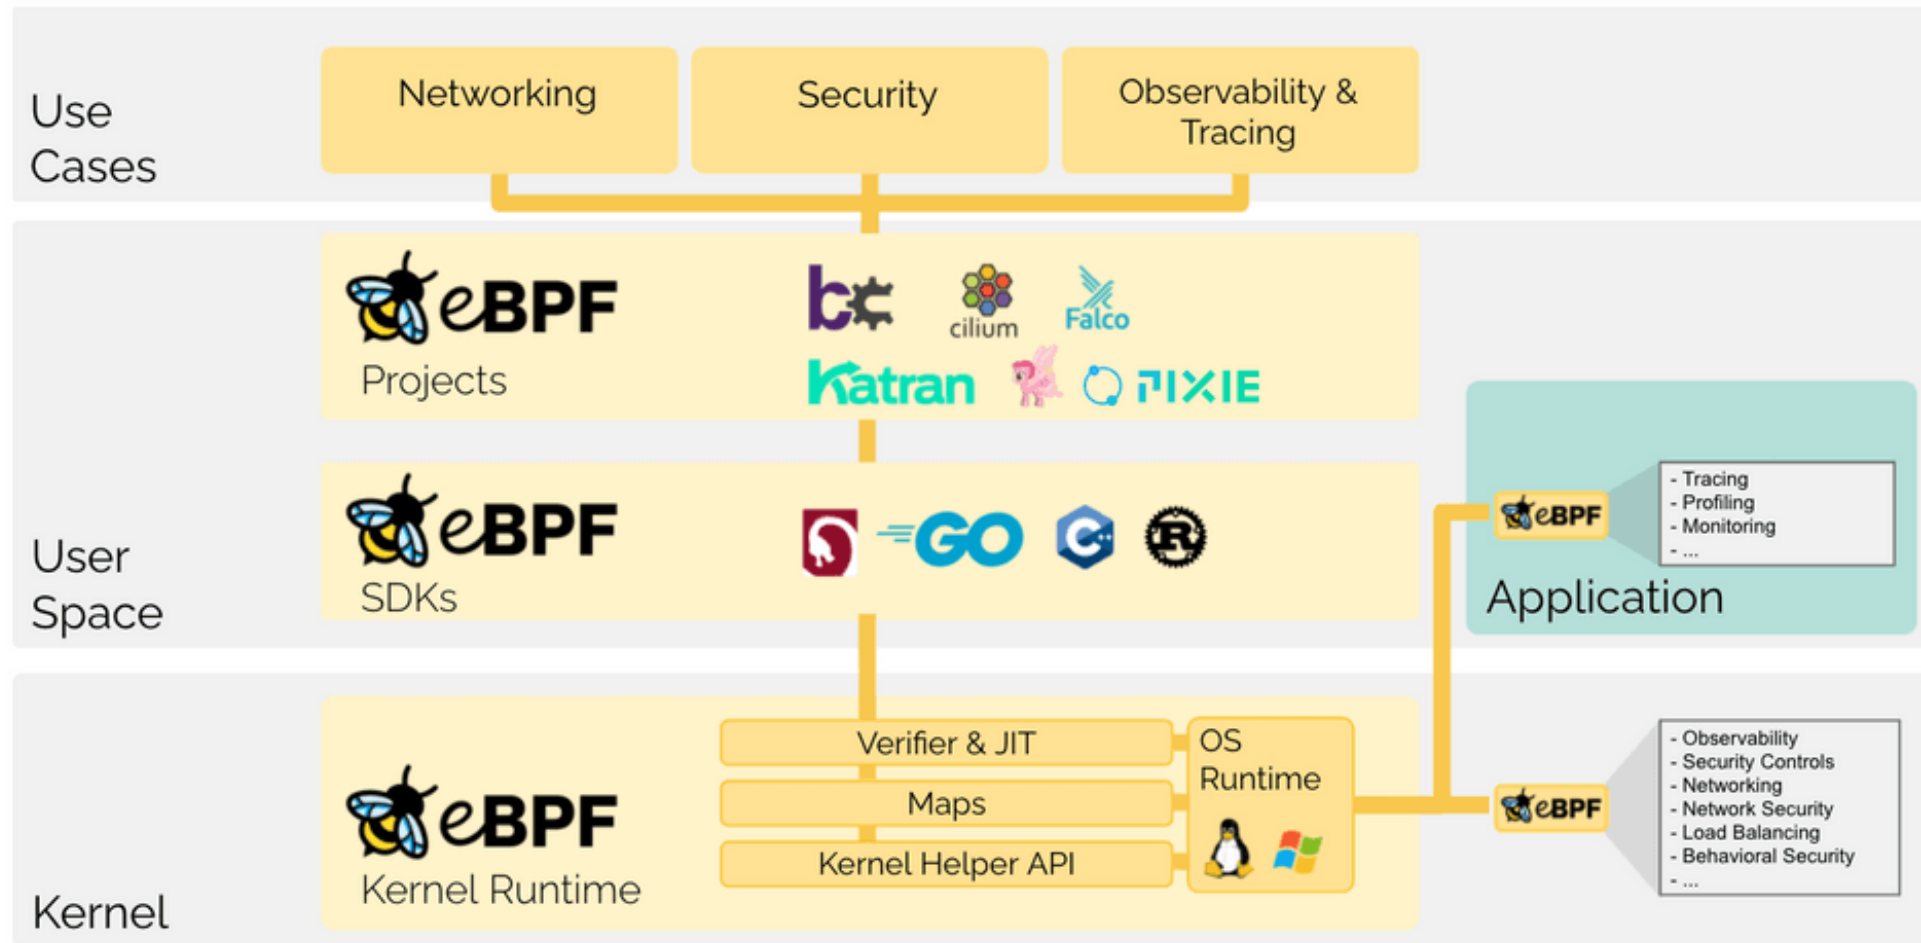 Use
Cases
Networking
Security
Observability &
Tracing
eBPF
Projects
bcc
cilium
Falco
Katran
PIXIE
User
Space
eBPF
SDKs
GO
C++
R
eBPF
- Tracing
- Profiling
- Monitoring
- ...
Application
Kernel
eBPF
Kernel Runtime
Verifier & JIT
Maps
Kernel Helper API
OS
Runtime
eBPF
- Observability
- Security Controls
- Networking
- Network Security
- Load Balancing
- Behavioral Security
- ...